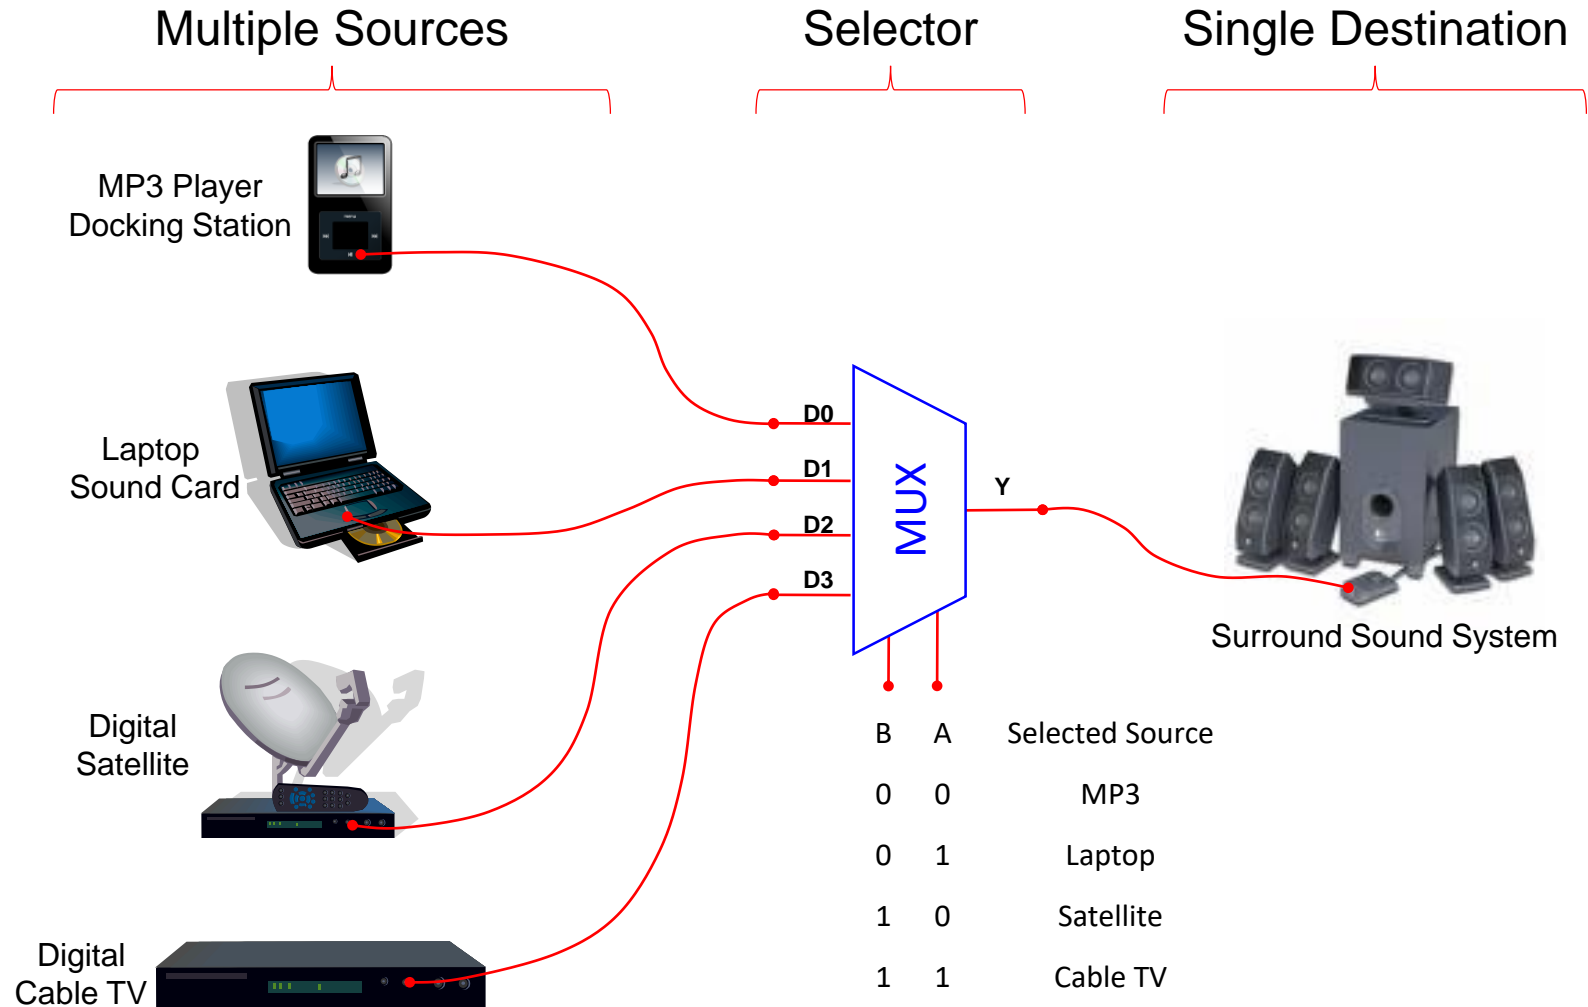 Multiple Sources
Selector
Single Destination
MP3 Player
Docking Station
Laptop
Sound Card
Digital
Satellite
Digital
Cable TV
D0
D1
D2
D3
MUX
Y
Surround Sound System
B A Selected Source
0 0 MP3
0 1 Laptop
1 0 Satellite
1 1 Cable TV